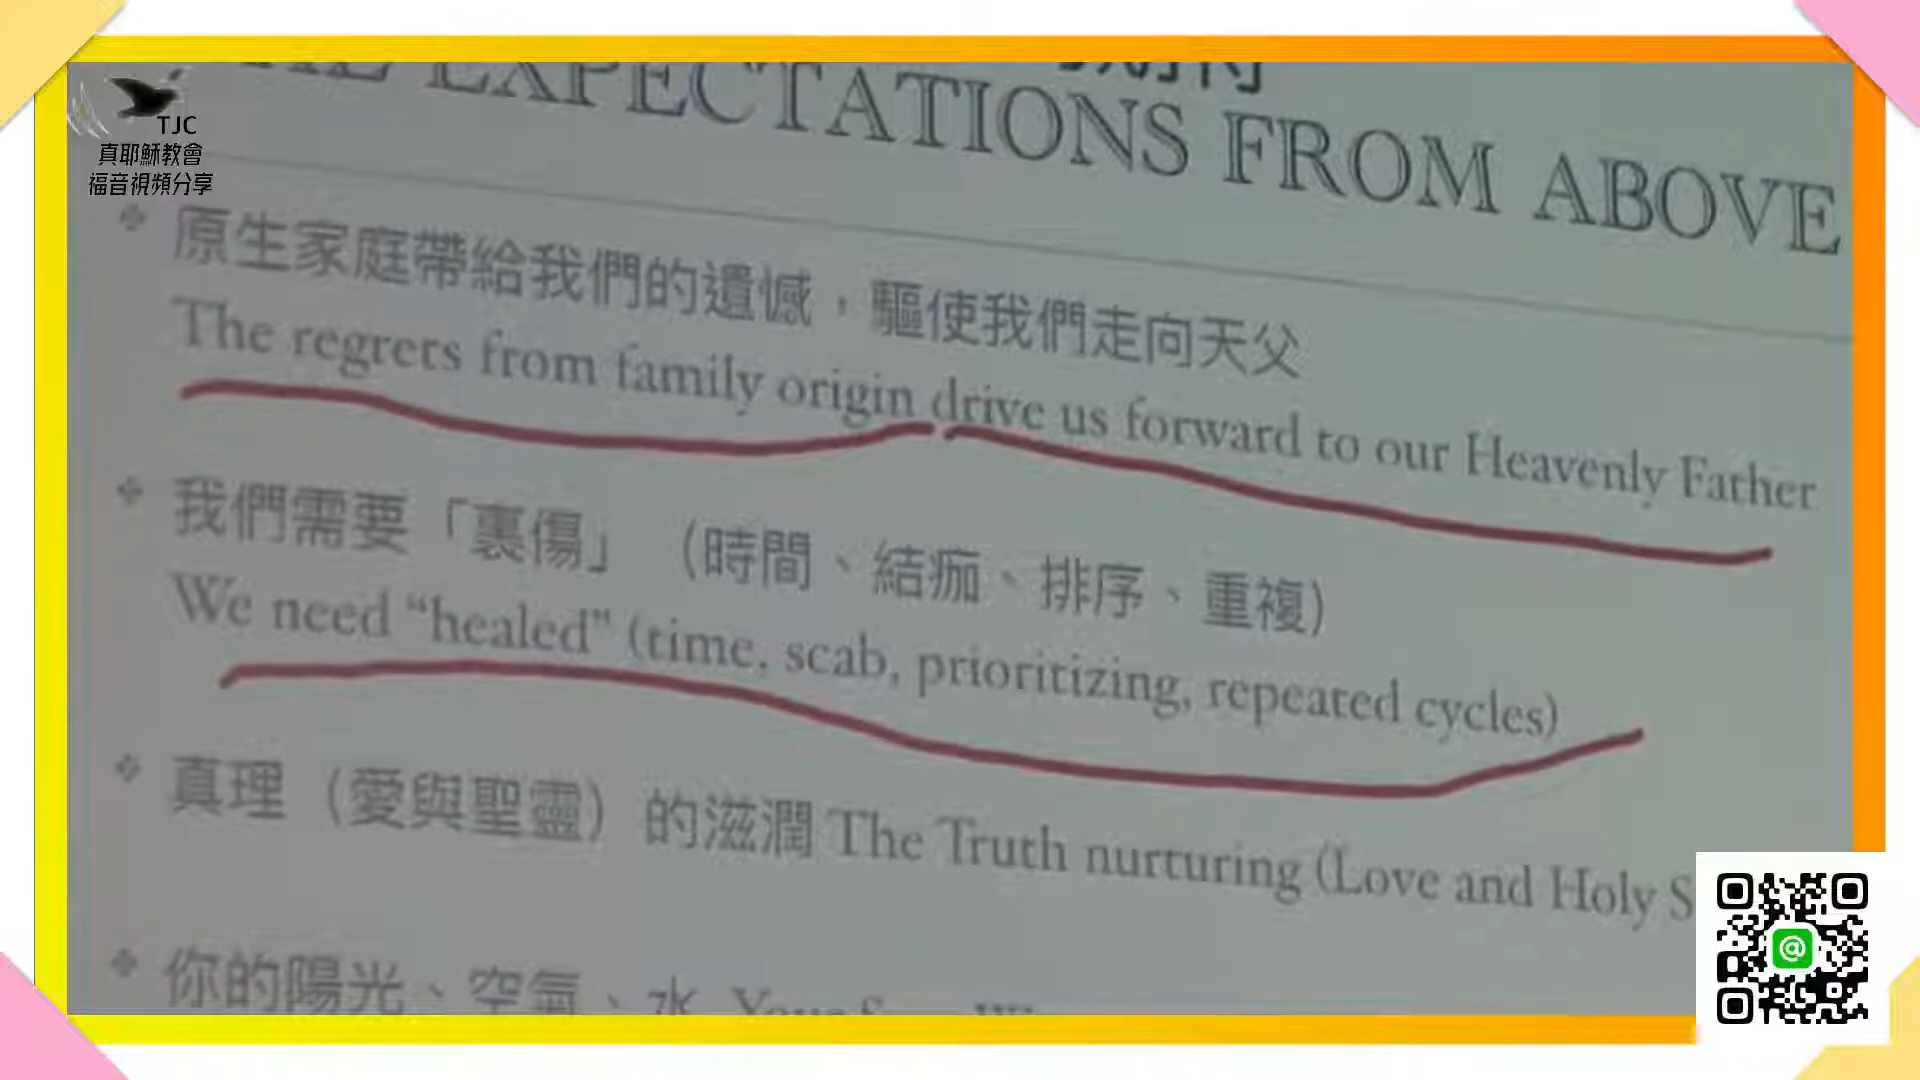 TJC
真耶穌教會
福音視頻分享
THE EXPECTATIONS FROM ABOVE
原生家庭帶給我們的遺憾，驅使我們走向天父
The regrets from family origin drive us forward to our Heavenly Father
我們需要「裹傷」（時間、結痂、排序、重複）
We need “healed” (time, scab, prioritizing, repeated cycles)
真理（愛與聖靈）的滋潤 The Truth nurturing (Love and Holy S
你的陽光、空氣、水 Your